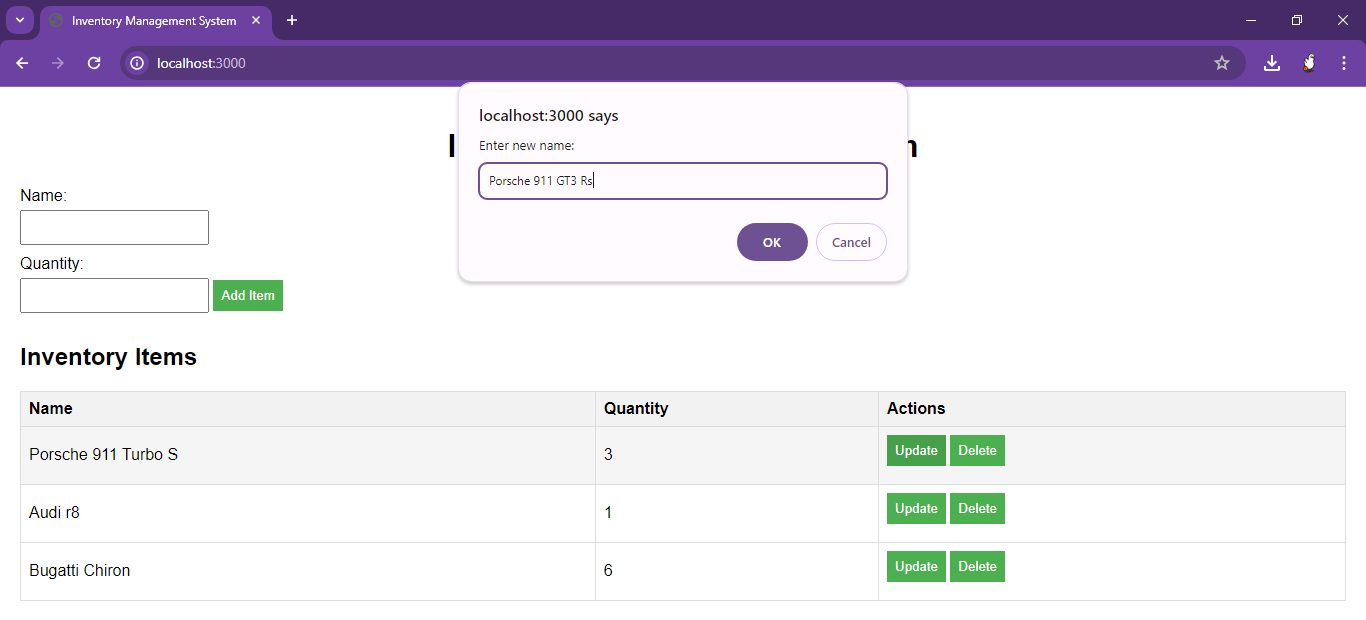 Inventory Management System
localhost:3000
localhost:3000 says
Enter new name:
Porsche 911 GT3 Rs
OK Cancel
Name:
Quantity:
Add Item
Inventory Items
Name Quantity Actions
Porsche 911 Turbo S 3 Update Delete
Audi r8 1 Update Delete
Bugatti Chiron 6 Update Delete